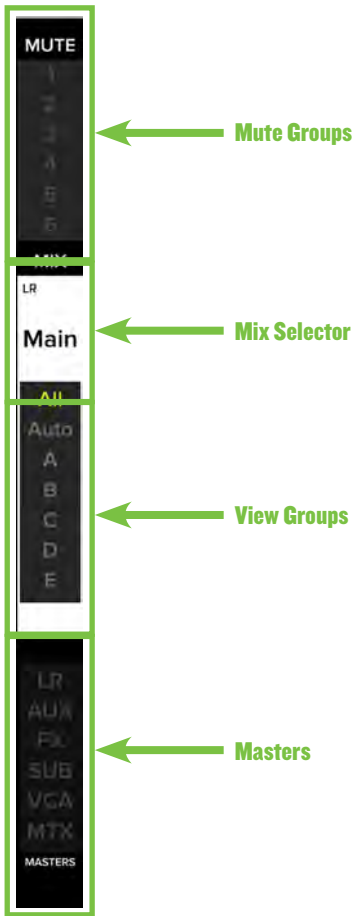 MUTE
1
2
3
4
5
6
Mute Groups
MIX
LR
Main
Mix Selector
All
Auto
A
B
C
D
E
View Groups
LR
AUX
FX
SUB
VCA
MTX
MASTERS
Masters